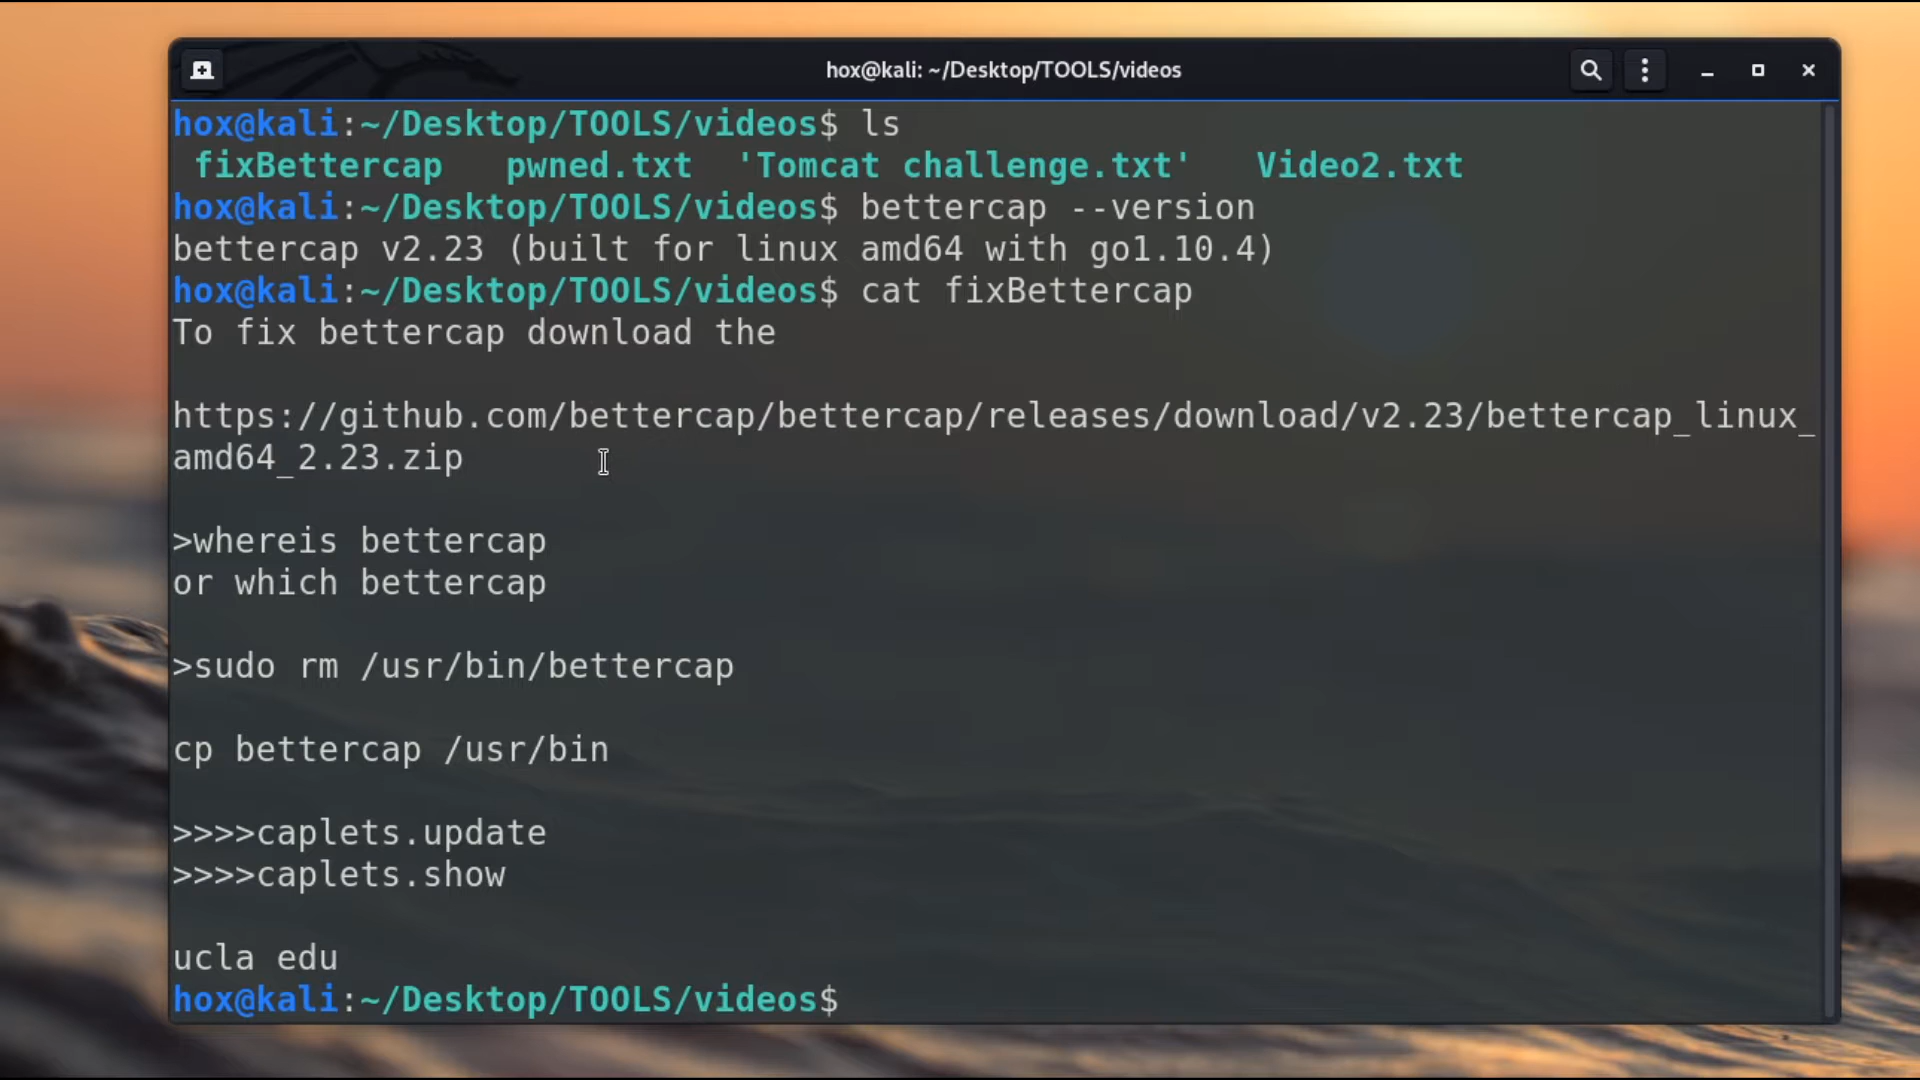 hox@kali: ~/Desktop/TOOLS/videos
hox@kali:~/Desktop/TOOLS/videos$ ls
fixBettercap   pwned.txt  'Tomcat challenge.txt'   Video2.txt
hox@kali:~/Desktop/TOOLS/videos$ bettercap --version
bettercap v2.23 (built for linux amd64 with go1.10.4)
hox@kali:~/Desktop/TOOLS/videos$ cat fixBettercap
To fix bettercap download the
https://github.com/bettercap/bettercap/releases/download/v2.23/bettercap_linux_
amd64_2.23.zip
>whereis bettercap
or which bettercap
>sudo rm /usr/bin/bettercap
cp bettercap /usr/bin
>>>>caplets.update
>>>>caplets.show
ucla edu
hox@kali:~/Desktop/TOOLS/videos$